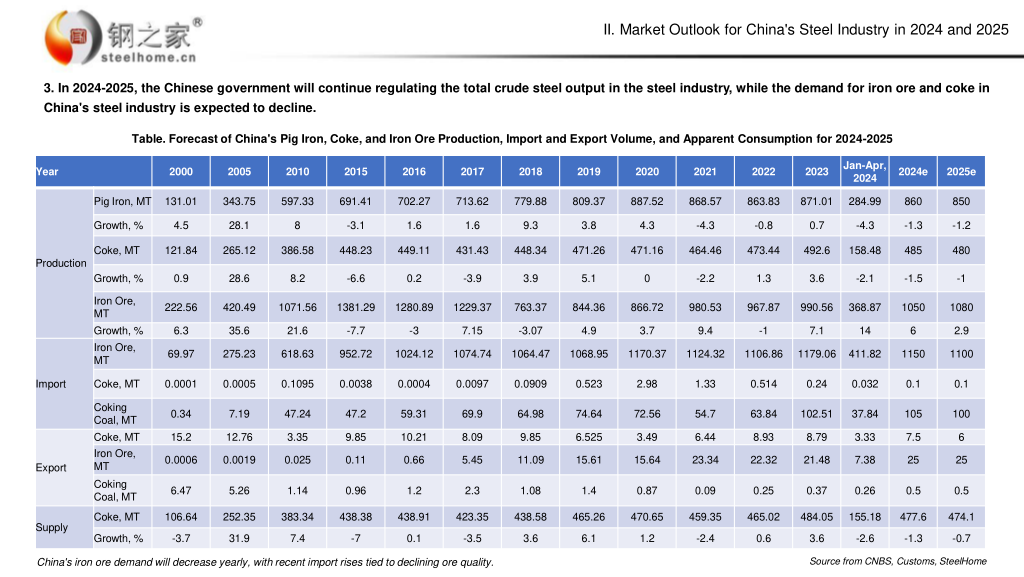 钢之家®
steelhome.cn
II. Market Outlook for China's Steel Industry in 2024 and 2025
3. In 2024-2025, the Chinese government will continue regulating the total crude steel output in the steel industry, while the demand for iron ore and coke in
China's steel industry is expected to decline.
Table. Forecast of China's Pig Iron, Coke, and Iron Ore Production, Import and Export Volume, and Apparent Consumption for 2024-2025
Year 2000 2005 2010 2015 2016 2017 2018 2019 2020 2021 2022 2023 Jan-Apr, 2024 2024e 2025e
Production
Pig Iron, MT 131.01 343.75 597.33 691.41 702.27 713.62 779.88 809.37 887.52 868.57 863.83 871.01 284.99 860 850
Growth, % 4.5 28.1 8 -3.1 1.6 1.6 9.3 3.8 4.3 -4.3 -0.8 0.7 -4.3 -1.3 -1.2
Coke, MT 121.84 265.12 386.58 448.23 449.11 431.43 448.34 471.26 471.16 464.46 473.44 492.6 158.48 485 480
Growth, % 0.9 28.6 8.2 -6.6 0.2 -3.9 3.9 5.1 0 -2.2 1.3 3.6 -2.1 -1.5 -1
Iron Ore, MT 222.56 420.49 1071.56 1381.29 1280.89 1229.37 763.37 844.36 866.72 980.53 967.87 990.56 368.87 1050 1080
Growth, % 6.3 35.6 21.6 -7.7 -3 7.15 -3.07 4.9 3.7 9.4 -1 7.1 14 6 2.9
Import
Iron Ore, MT 69.97 275.23 618.63 952.72 1024.12 1074.74 1064.47 1068.95 1170.37 1124.32 1106.86 1179.06 411.82 1150 1100
Coke, MT 0.0001 0.0005 0.1095 0.0038 0.0004 0.0097 0.0909 0.523 2.98 1.33 0.514 0.24 0.032 0.1 0.1
Coking Coal, MT 0.34 7.19 47.24 47.2 59.31 69.9 64.98 74.64 72.56 54.7 63.84 102.51 37.84 105 100
Export
Coke, MT 15.2 12.76 3.35 9.85 10.21 8.09 9.85 6.525 3.49 6.44 8.93 8.79 3.33 7.5 6
Iron Ore, MT 0.0006 0.0019 0.025 0.11 0.66 5.45 11.09 15.61 15.64 23.34 22.32 21.48 7.38 25 25
Coking Coal, MT 6.47 5.26 1.14 0.96 1.2 2.3 1.08 1.4 0.87 0.09 0.25 0.37 0.26 0.5 0.5
Supply
Coke, MT 106.64 252.35 383.34 438.38 438.91 423.35 438.58 465.26 470.65 459.35 465.02 484.05 155.18 477.6 474.1
Growth, % -3.7 31.9 7.4 -7 0.1 -3.5 3.6 6.1 1.2 -2.4 0.6 3.6 -2.6 -1.3 -0.7
China's iron ore demand will decrease yearly, with recent import rises tied to declining ore quality.
Source from CNBS, Customs, SteelHome